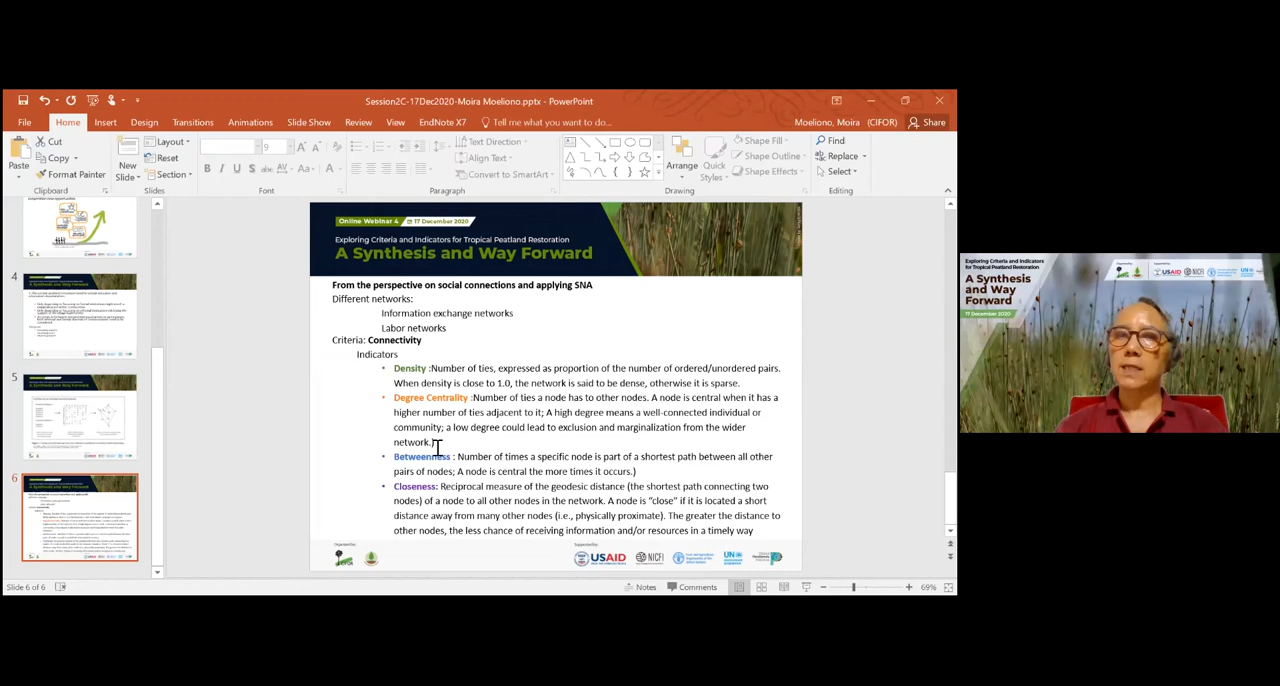 Session2C-17Dec2020-Moira Moeliono.pptx - PowerPoint
File Home Insert Design Transitions Animations Slide Show Review View EndNote X7 Tell me what you want to do... Moeliono, Moira (CIFOR) Share
Paste
Cut
Copy
Format Painter
Clipboard
New
Slide
Layout
Reset
Section
Slides
9
B I U S abc AV Aa A
Font
Text Direction
Align Text
Convert to SmartArt
Paragraph
Arrange
Quick
Styles
Shape Fill
Shape Outline
Shape Effects
Drawing
Find
Replace
Select
Editing
4
5
6
Online Webinar 4 17 December 2020
Exploring Criteria and Indicators for Tropical Peatland Restoration
A Synthesis and Way Forward
From the perspective on social connections and applying SNA
Different networks:
Information exchange networks
Labor networks
Criteria: Connectivity
Indicators
• Density :Number of ties, expressed as proportion of the number of ordered/unordered pairs.
When density is close to 1.0, the network is said to be dense, otherwise it is sparse.
• Degree Centrality :Number of ties a node has to other nodes. A node is central when it has a
higher number of ties adjacent to it; A high degree means a well-connected individual or
community; a low degree could lead to exclusion and marginalization from the wider
network.)
• Betweenness : Number of times a specific node is part of a shortest path between all other
pairs of nodes; A node is central the more times it occurs.)
• Closeness: Reciprocal measure of the geodesic distance (the shortest path connecting two
nodes) of a node to all other nodes in the network. A node is “close” if it is located a short
distance away from many other nodes (i.e., physically proximate). The greater the distance to
other nodes, the lesschance of receiving information and/or resources in a timely way
USAID NICFI UN
Slide 6 of 6
Notes Comments 69%
Exploring Criteria and Indicators
for Tropical Peatland Restoration
A Synthesis
and Way
Forward
17 December 2020
USAID NICFI UN